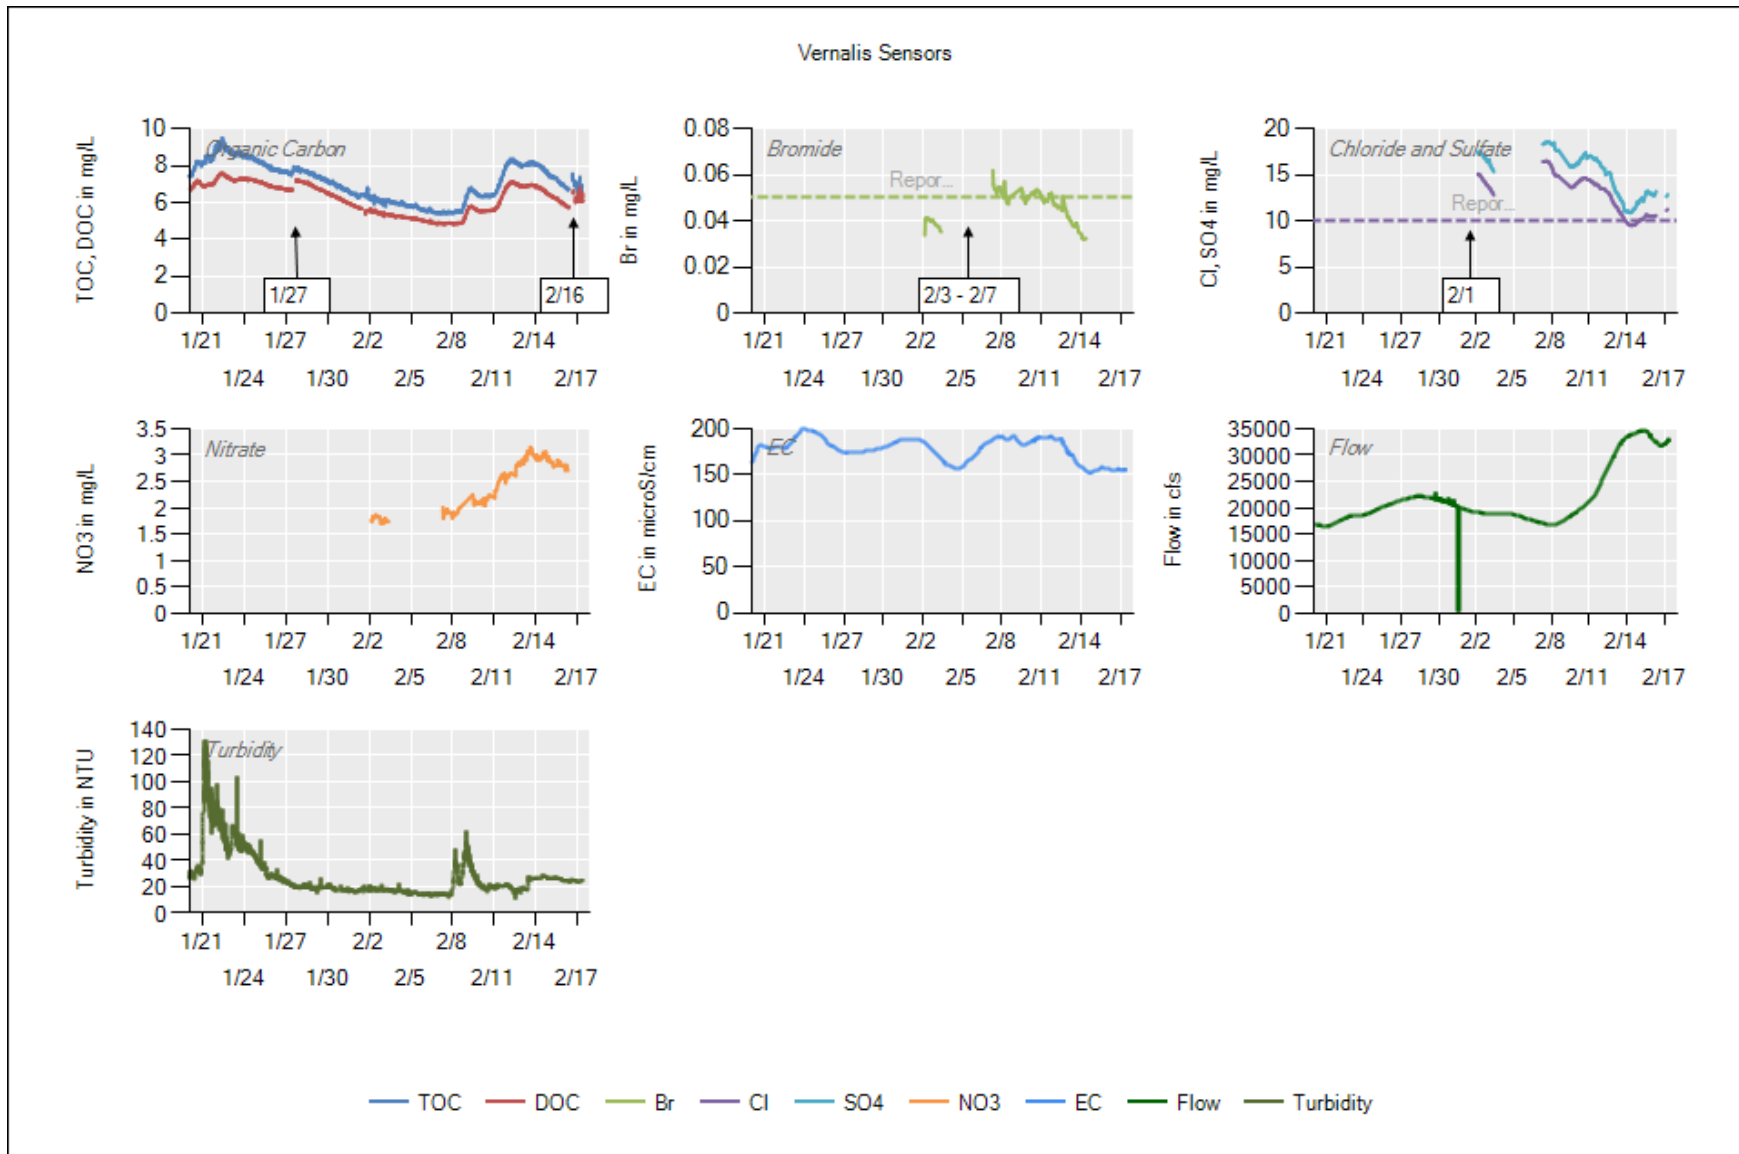 Vernalis Sensors
TOC, DOC in mg/L
10
8
6
4
2
0
Organic Carbon
1/27
2/16
1/21 1/27 2/2 2/8 2/14
1/24 1/30 2/5 2/11 2/17
Br in mg/L
0.08
0.06
0.04
0.02
0
Bromide
Repor...
2/3 - 2/7
1/21 1/27 2/2 2/8 2/14
1/24 1/30 2/5 2/11 2/17
Cl, SO4 in mg/L
20
15
10
5
0
Chloride and Sulfate
Repor...
2/1
1/21 1/27 2/2 2/8 2/14
1/24 1/30 2/5 2/11 2/17
NO3 in mg/L
3.5
3
2.5
2
1.5
1
0.5
0
Nitrate
1/21 1/27 2/2 2/8 2/14
1/24 1/30 2/5 2/11 2/17
EC in microS/cm
200
150
100
50
0
EC
1/21 1/27 2/2 2/8 2/14
1/24 1/30 2/5 2/11 2/17
Flow in cfs
35000
30000
25000
20000
15000
10000
5000
0
Flow
1/21 1/27 2/2 2/8 2/14
1/24 1/30 2/5 2/11 2/17
Turbidity in NTU
140
120
100
80
60
40
20
0
Turbidity
1/21 1/27 2/2 2/8 2/14
1/24 1/30 2/5 2/11 2/17
TOC DOC Br Cl SO4 NO3 EC Flow Turbidity